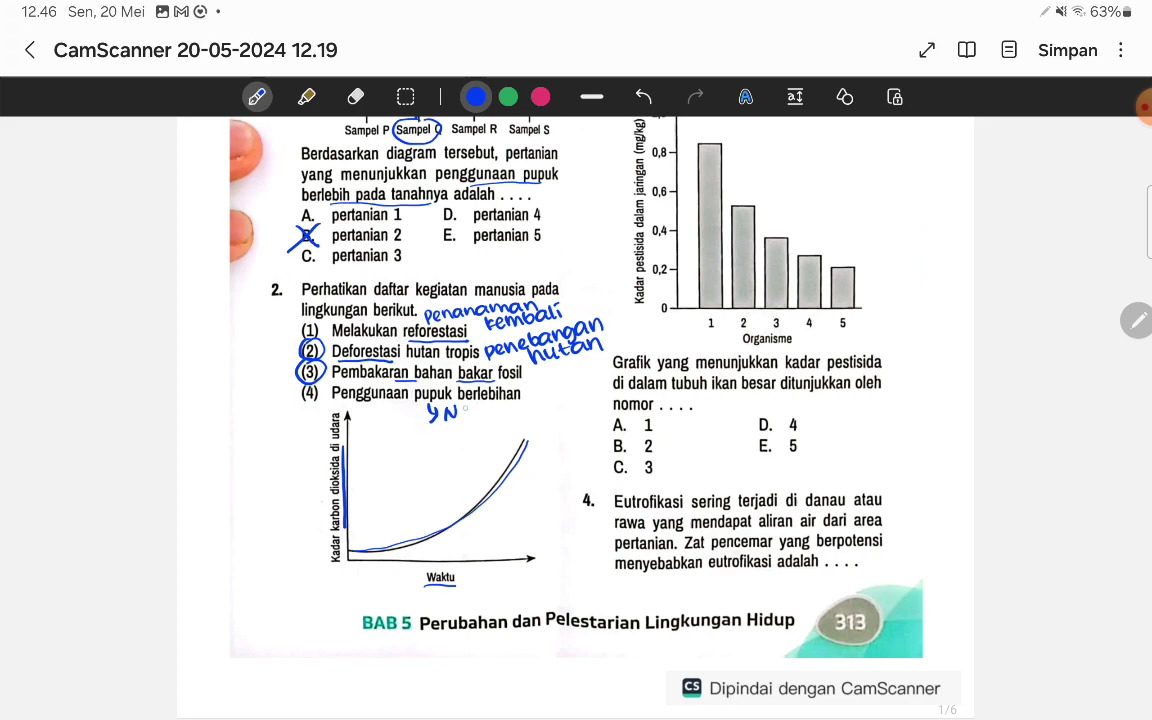 12.46 Sen, 20 Mei
63%
CamScanner 20-05-2024 12.19
Simpan
Sampel P Sampel Q Sampel R Sampel S
Berdasarkan diagram tersebut, pertanian
yang menunjukkan penggunaan pupuk
berlebih pada tanahnya adalah . . . .
A. pertanian 1 D. pertanian 4
B. pertanian 2 E. pertanian 5
C. pertanian 3
2. Perhatikan daftar kegiatan manusia pada
lingkungan berikut.
penanaman
kembali
(1) Melakukan reforestasi
(2) Deforestasi hutan tropis
penebangan
hutan
(3) Pembakaran bahan bakar fosil
(4) Penggunaan pupuk berlebihan
yN
Kadar karbon dioksida di udara
Waktu
Kadar pestisida dalam jaringan (mg/kg)
0,8
0,6
0,4
0,2
0
1 2 3 4 5
Organisme
Grafik yang menunjukkan kadar pestisida
di dalam tubuh ikan besar ditunjukkan oleh
nomor . . . .
A. 1 D. 4
B. 2 E. 5
C. 3
4. Eutrofikasi sering terjadi di danau atau
rawa yang mendapat aliran air dari area
pertanian. Zat pencemar yang berpotensi
menyebabkan eutrofikasi adalah . . . .
BAB 5 Perubahan dan Pelestarian Lingkungan Hidup 313
CS Dipindai dengan CamScanner
1/6